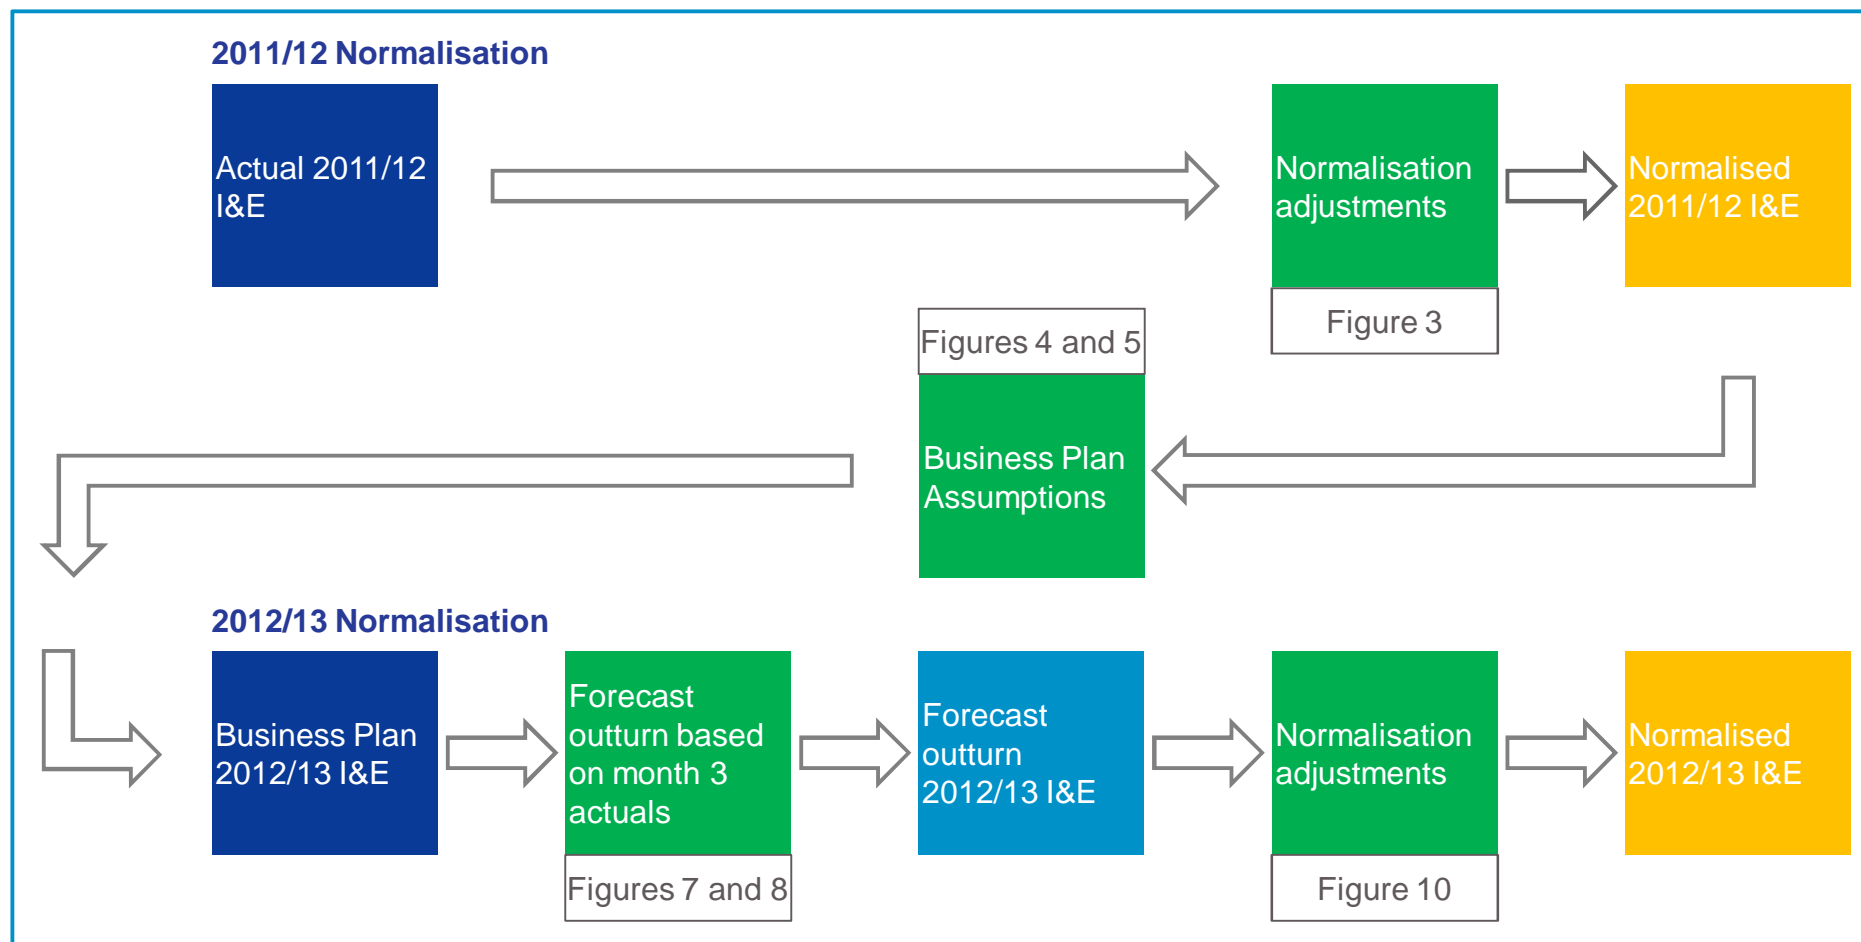 2011/12 Normalisation
Actual 2011/12
I&E
Normalisation
adjustments
Normalised
2011/12 I&E
Figure 3
Figures 4 and 5
Business Plan
Assumptions
2012/13 Normalisation
Business Plan
2012/13 I&E
Forecast
outturn based
on month 3
actuals
Figures 7 and 8
Forecast
outturn
2012/13 I&E
Normalisation
adjustments
Figure 10
Normalised
2012/13 I&E